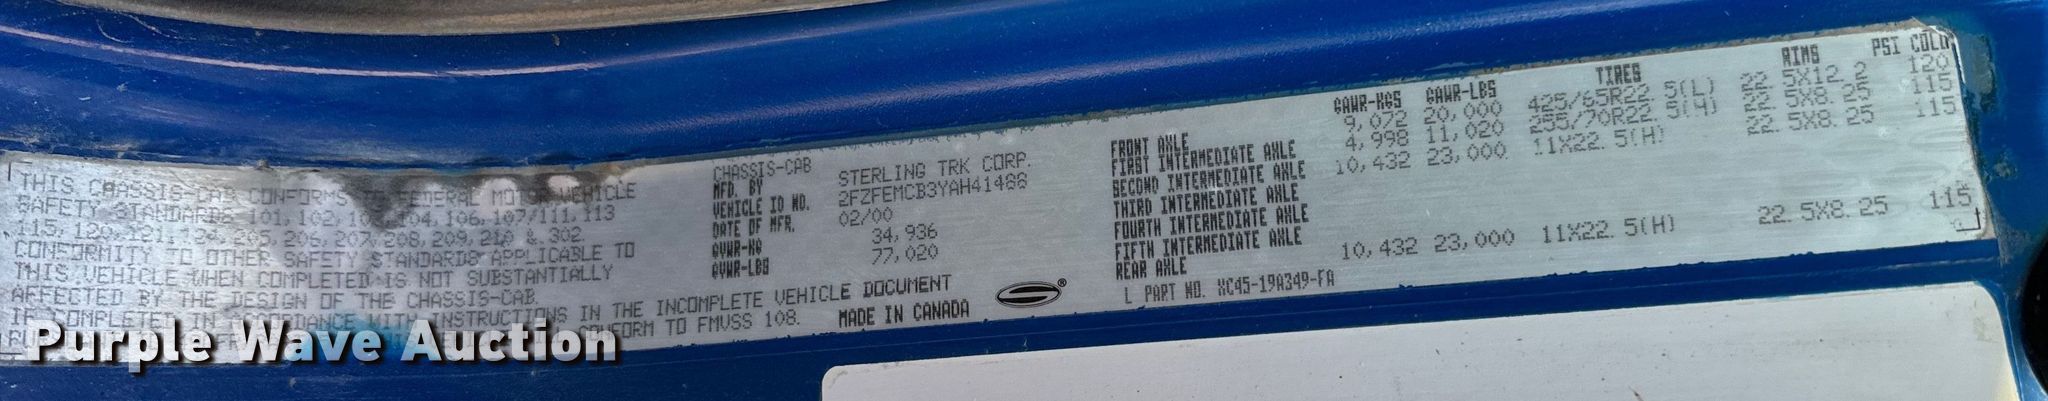 THIS CHASSIS-CAB CONFORMS TO FEDERAL MOTOR VEHICLE
SAFETY STANDARDS 101, 102, 103, 104, 106, 107/111, 113
115, 120, 121, 124, 205, 206, 207, 208, 209, 210 & 302.
CONFORMITY TO OTHER SAFETY STANDARDS APPLICABLE TO
THIS VEHICLE WHEN COMPLETED IS NOT SUBSTANTIALLY
AFFECTED BY THE DESIGN OF THE CHASSIS-CAB.
IF COMPLETED IN ACCORDANCE WITH INSTRUCTIONS IN THE INCOMPLETE VEHICLE DOCUMENT
CONFORM TO FMVSS 108.
CHASSIS-CAB
MFD. BY STERLING TRK CORP.
VEHICLE ID NO. 2FZFEMCB3YAH41488
DATE OF MFR. 02/00
GVWR-KG 34,936
GVWR-LBS 77,020
MADE IN CANADA
GAWR-KGS GAWR-LBS TIRES RIMS PSI COLD
FRONT AXLE 9,072 20,000 425/65R22.5(L) 22.5X12.2 120
FIRST INTERMEDIATE AXLE 4,998 11,020 255/70R22.5(H) 22.5X8.25 115
SECOND INTERMEDIATE AXLE 10,432 23,000 11X22.5(H) 22.5X8.25 115
THIRD INTERMEDIATE AXLE
FOURTH INTERMEDIATE AXLE
FIFTH INTERMEDIATE AXLE
REAR AXLE 10,432 23,000 11X22.5(H) 22.5X8.25 115
L PART NO. XC45-19A349-FA
Purple Wave Auction